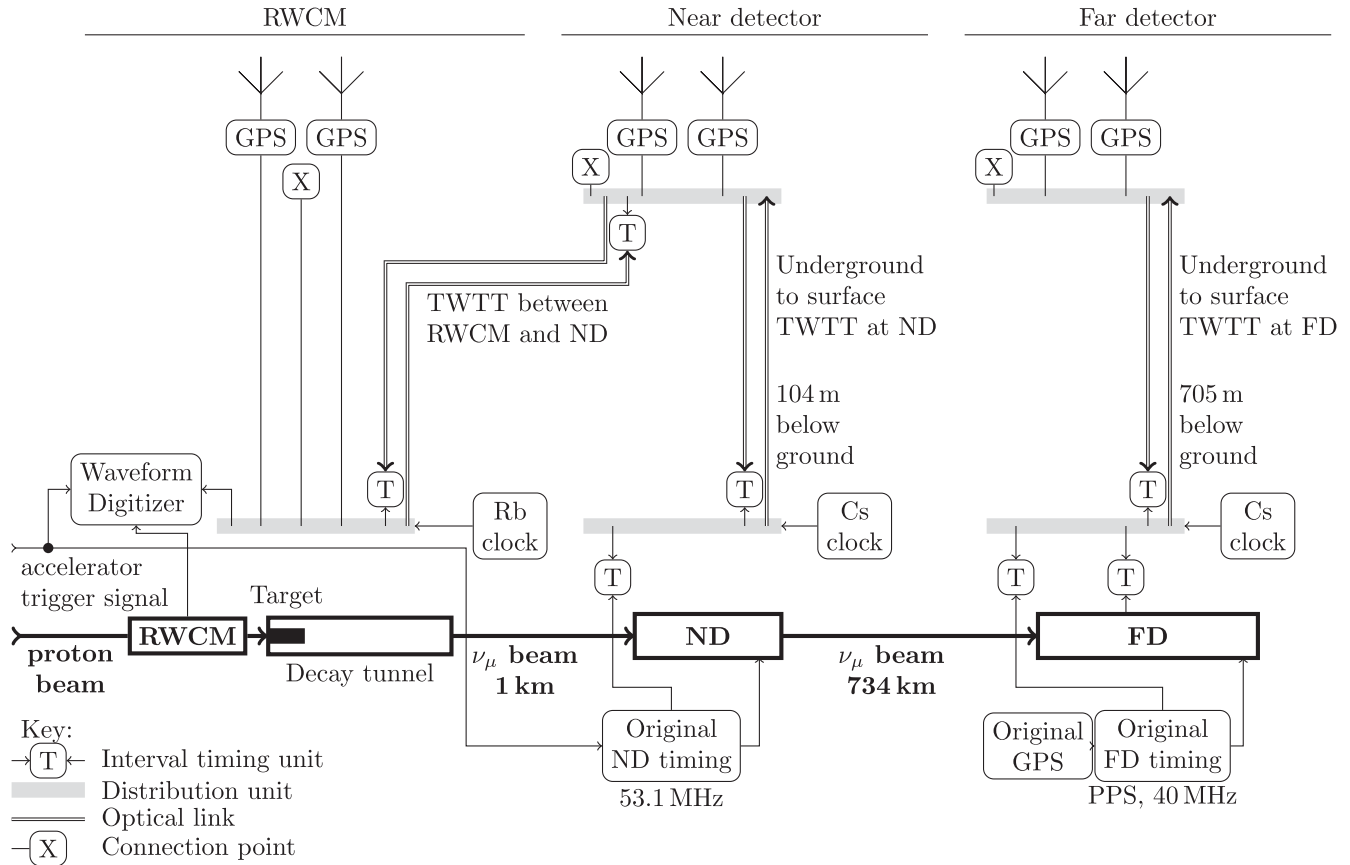 RWCM
Near detector
Far detector
GPS
GPS
X
GPS
GPS
X
T
GPS
GPS
X
TWTT between
RWCM and ND
Underground
to surface
TWTT at ND
Underground
to surface
TWTT at FD
104 m
below
ground
705 m
below
ground
Waveform
Digitizer
T
Rb
clock
T
Cs
clock
T
Cs
clock
accelerator
trigger signal
T
T
T
Target
RWCM
Decay tunnel
ND
FD
proton
beam
νμ beam
1 km
νμ beam
734 km
Original
ND timing
53.1 MHz
Original
GPS
Original
FD timing
PPS, 40 MHz
Key:
T Interval timing unit
Distribution unit
Optical link
X Connection point